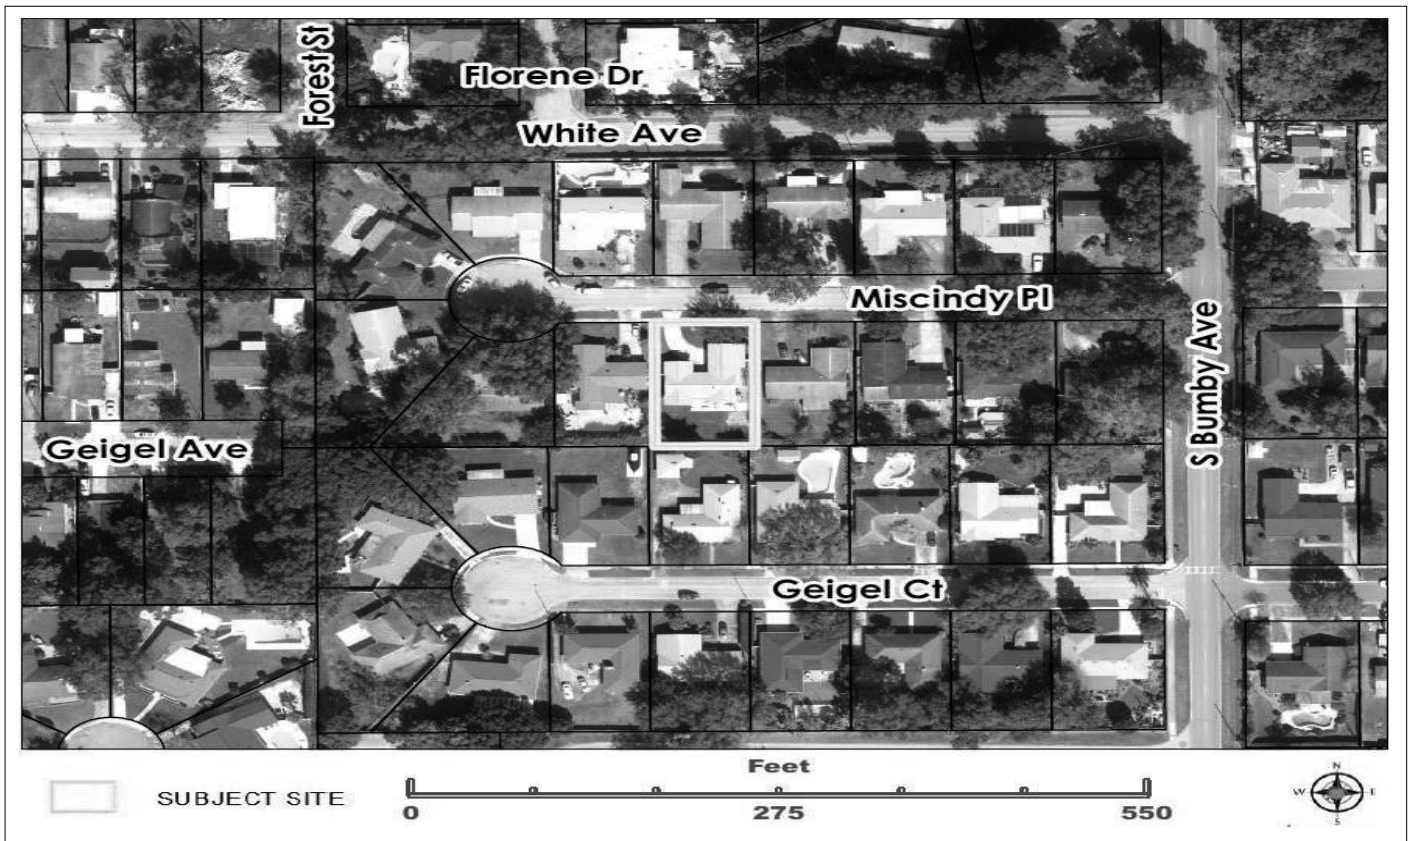 Forest St
Florene Dr
White Ave
Miscindy Pl
S Bumby Ave
Geigel Ave
Geigel Ct
SUBJECT SITE
Feet
0 275 550
N
W E
S